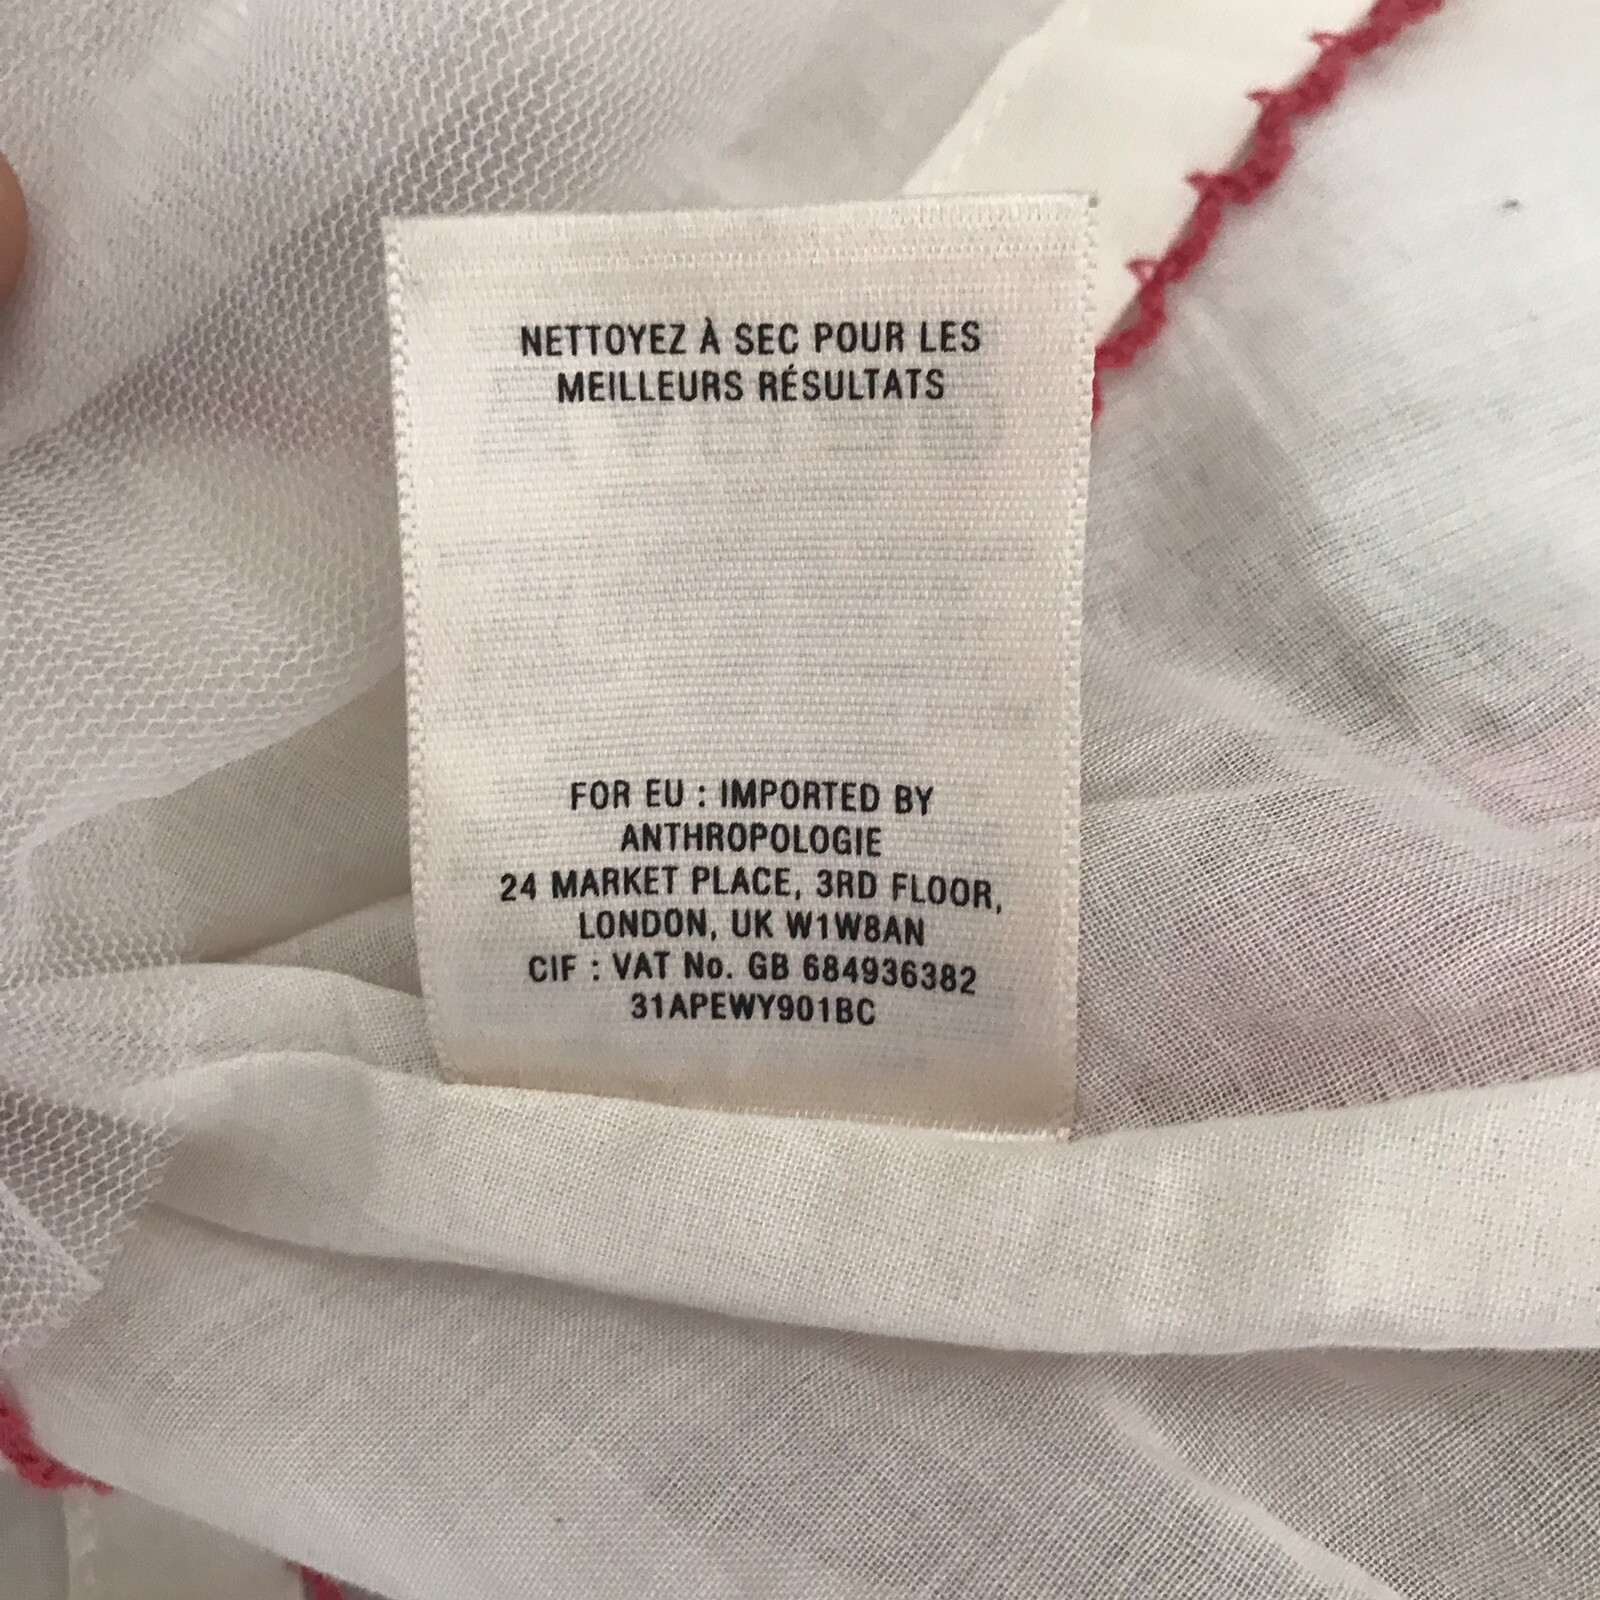 NETTOYEZ À SEC POUR LES
MEILLEURS RÉSULTATS
FOR EU : IMPORTED BY
ANTHROPOLOGIE
24 MARKET PLACE, 3RD FLOOR,
LONDON, UK W1W8AN
CIF : VAT No. GB 684936382
31APEWY901BC